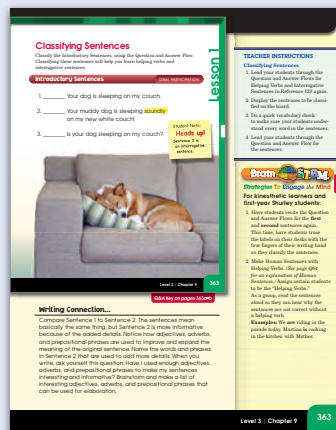 Classifying Sentences
Classify the Introductory Sentences, using the Question and Answer Flow.
Classifying these sentences will help you learn helping verbs and
interrogative sentences.
Introductory Sentences
ORAL PARTICIPATION
1. ______ Your dog is sleeping on my couch.
2. ______ Your muddy dog is sleeping soundly
on my new white couch!
3. ______ Is your dog sleeping on my couch?
Student Note:
Heads up!
Sentence 3 is
an interrogative
sentence.
Lesson 1
Level 3 | Chapter 9
363
Q&A Key on pages 363
Writing Connection...
Compare Sentence 1 to Sentence 2. The sentences mean
basically the same thing, but Sentence 2 is more informative
because of the added details. Notice how adjectives, adverbs,
and prepositional phrases are used to improve and expand the
meaning of the original sentence. Name the words and phrases
in Sentence 2 that are used to add more details. When you
write, ask yourself this question: Have I used enough adjectives,
adverbs, and prepositional phrases to make my sentences
interesting and informative? Brainstorm and make a list of
interesting adjectives, adverbs, and prepositional phrases that
can be used for elaboration.
TEACHER INSTRUCTIONS
Classifying Sentences
1. Lead your students through the
Question and Answer Flows for
Helping Verbs and Interrogative
Sentences in Reference 123 again.
2. Display the sentences to be classi-
fied on the board.
3. Do a quick vocabulary check
to make sure your students under-
stand every word in the sentences.
4. Lead your students through the
Question and Answer Flow for
the sentences.
Brain STEM
Strategies To Engage the Mind
For kinesthetic learners and
first-year Shurley students:
1. Have students recite the Question
and Answer Flows for the first
and second sentences again.
This time, have students trace
the labels on their desks with the
four fingers of their writing hand
as they classify the sentences.
2. Make Human Sentences with
Helping Verbs. (See page
for an explanation of Human
Sentences.) Assign certain students
to be the "Helping Verbs."
As a group, read the sentences
aloud so they can hear why the
sentences are not correct without
a helping verb.
Examples: We are riding in the
parade today. Martina is cooking
in the kitchen with Mother.
Level 3 | Chapter 9
363